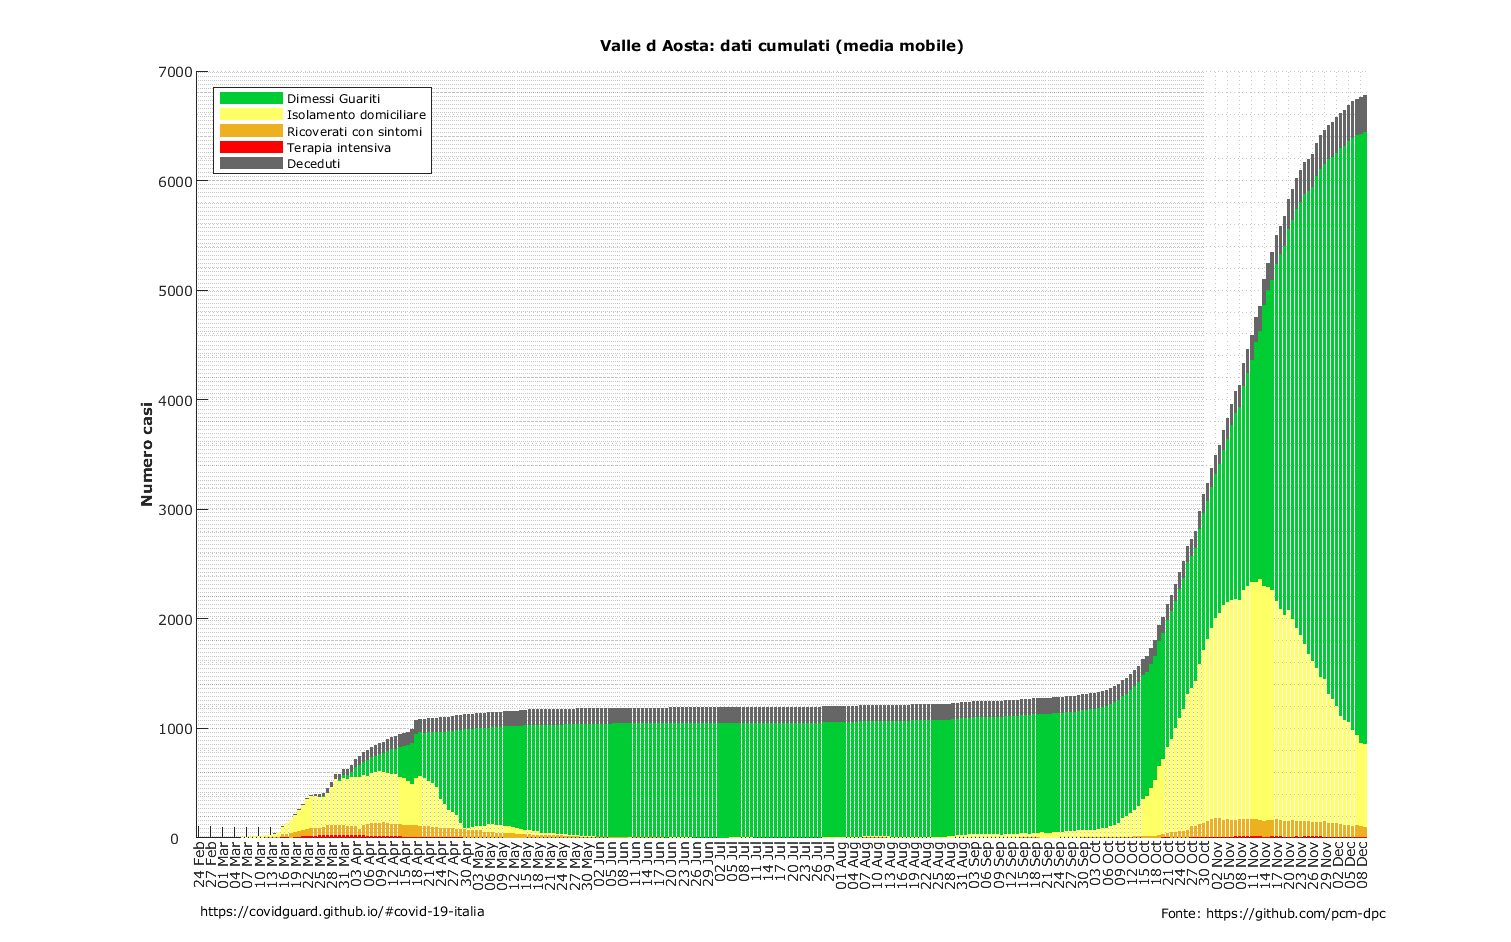 Valle d Aosta: dati cumulati (media mobile)
Numero casi
7000
6000
5000
4000
3000
2000
1000
0
Dimessi Guariti
Isolamento domiciliare
Ricoverati con sintomi
Terapia intensiva
Deceduti
24 Feb
27 Feb
01 Mar
04 Mar
07 Mar
10 Mar
13 Mar
16 Mar
19 Mar
22 Mar
25 Mar
28 Mar
31 Mar
03 Apr
06 Apr
09 Apr
12 Apr
15 Apr
18 Apr
21 Apr
24 Apr
27 Apr
30 Apr
03 May
06 May
09 May
12 May
15 May
18 May
21 May
24 May
27 May
30 May
02 Jun
05 Jun
08 Jun
11 Jun
14 Jun
17 Jun
20 Jun
23 Jun
26 Jun
29 Jun
02 Jul
05 Jul
08 Jul
11 Jul
14 Jul
17 Jul
20 Jul
23 Jul
26 Jul
29 Jul
01 Aug
04 Aug
07 Aug
10 Aug
13 Aug
16 Aug
19 Aug
22 Aug
25 Aug
28 Aug
31 Aug
03 Sep
06 Sep
09 Sep
12 Sep
15 Sep
18 Sep
21 Sep
24 Sep
27 Sep
30 Sep
03 Oct
06 Oct
09 Oct
12 Oct
15 Oct
18 Oct
21 Oct
24 Oct
27 Oct
30 Oct
02 Nov
05 Nov
08 Nov
11 Nov
14 Nov
17 Nov
20 Nov
23 Nov
26 Nov
29 Nov
02 Dec
05 Dec
08 Dec
https://covidguard.github.io/#covid-19-italia
Fonte: https://github.com/pcm-dpc